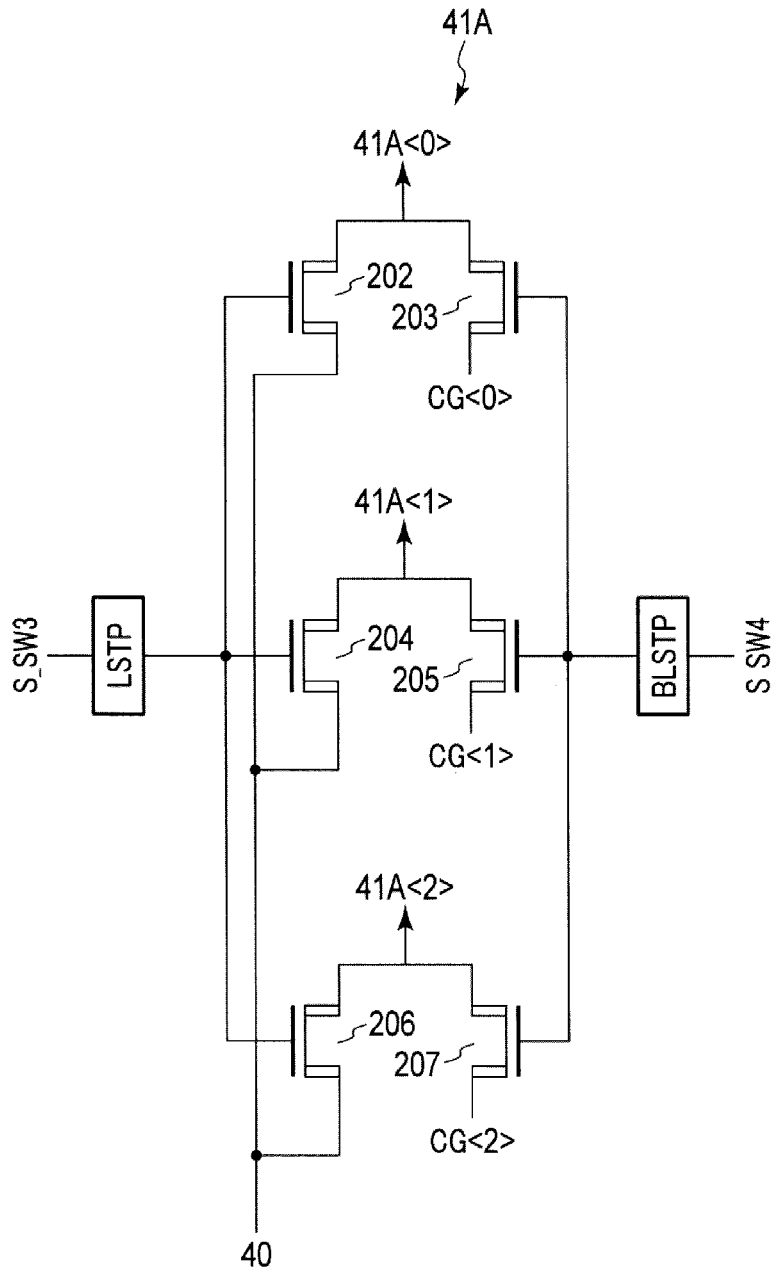 41A
41A<0>
202
203
CG<0>
41A<1>
S_SW3
LSTP
204
205
BLSTP
S SW4
CG<1>
41A<2>
206
207
CG<2>
40